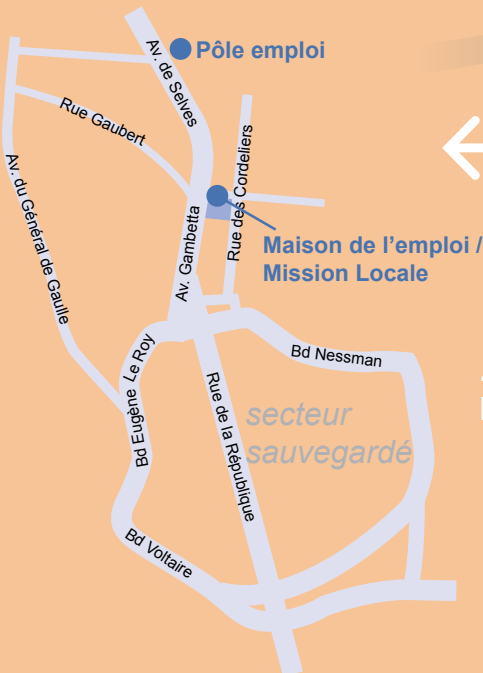 Pôle emploi
Av. de Selves
Rue Gaubert
Rue des Cordeliers
Av. du Général de Gaulle
Av. Gambetta
Maison de l’emploi /
Mission Locale
Bd Eugène Le Roy
Bd Nessman
Rue de la République
secteur
sauvegardé
Bd Voltaire